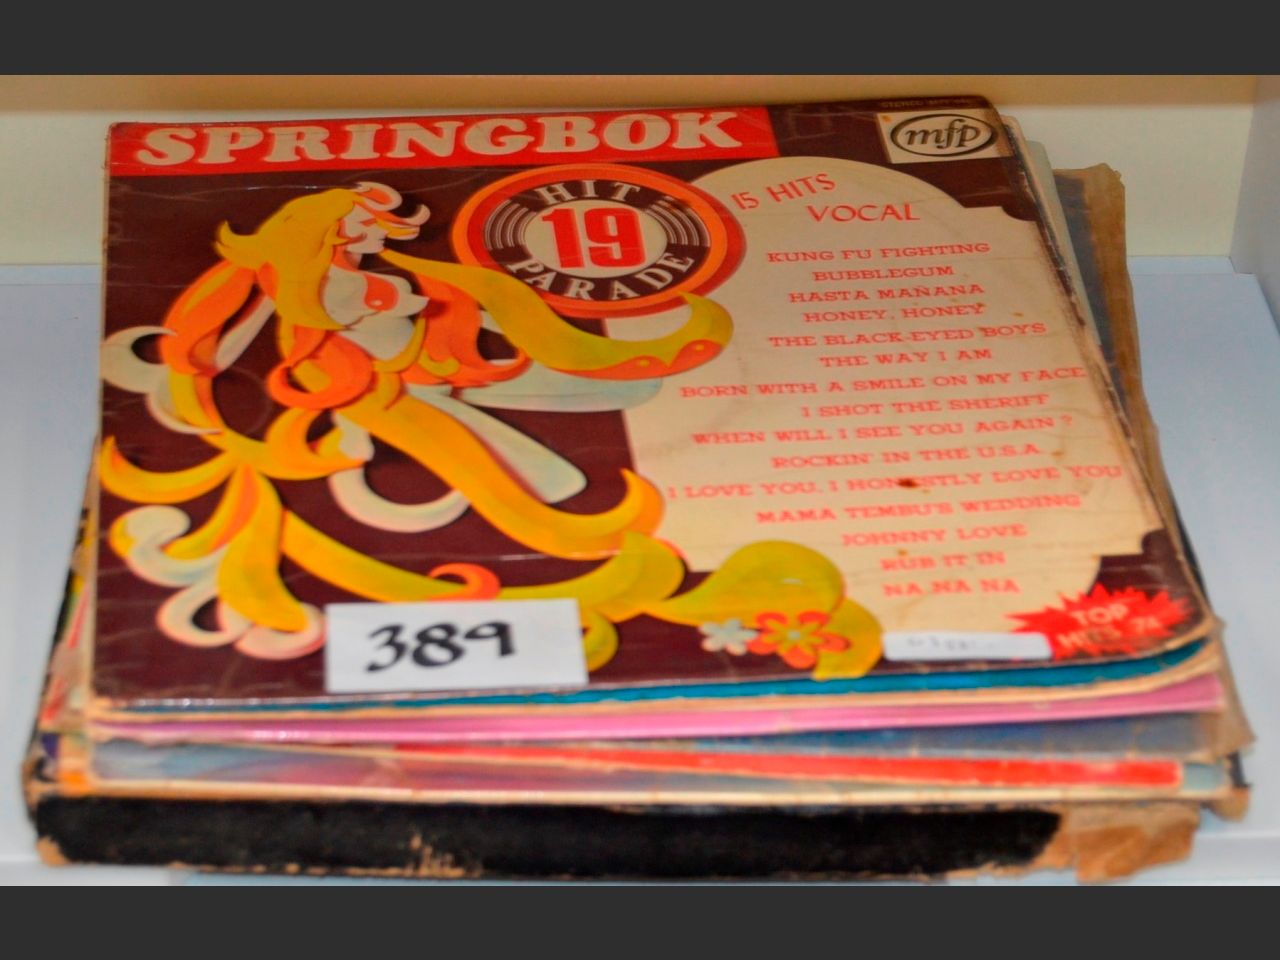 SPRINGBOK
mfp
HIT
19
PARADE
15 HITS
VOCAL
KUNG FU FIGHTING
BUBBLEGUM
HASTA MAÑANA
HONEY, HONEY
THE BLACK-EYED BOYS
THE WAY I AM
BORN WITH A SMILE ON MY FACE
I SHOT THE SHERIFF
WHEN WILL I SEE YOU AGAIN?
ROCKIN' IN THE U.S.A.
I LOVE YOU, I HONESTLY LOVE YOU
MAMA TEMBU'S WEDDING
JOHNNY LOVE
RUB IT IN
NA NA NA
TOP
HITS 74
389